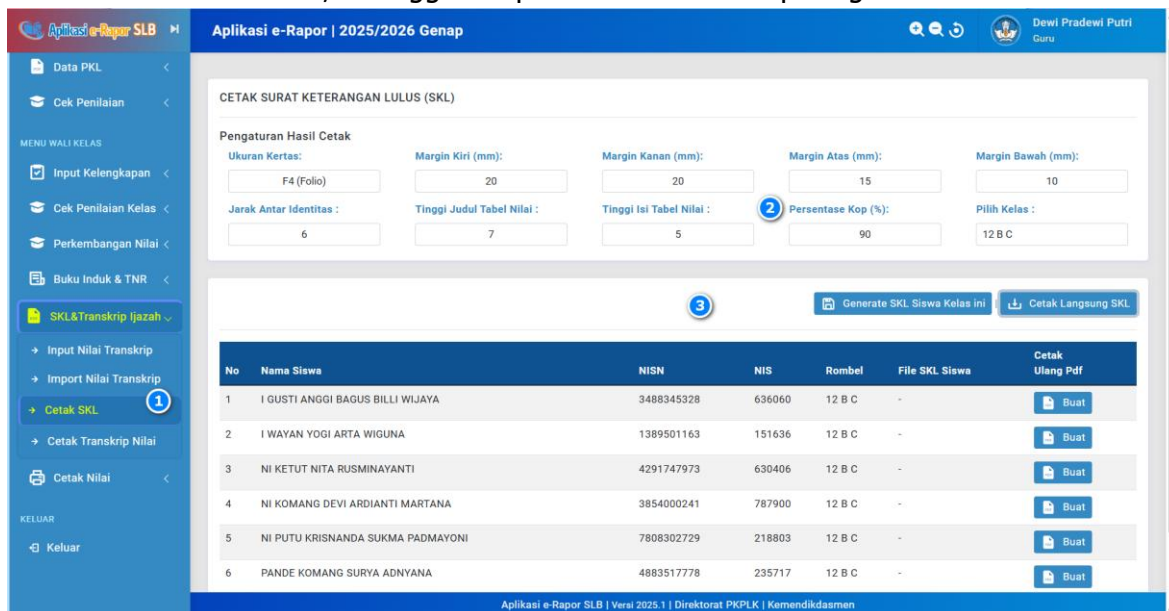 Aplikasi e-Rapor SLB
Aplikasi e-Rapor | 2025/2026 Genap
Dewi Pradewi Putri
Guru
Data PKL
Cek Penilaian
MENU WALI KELAS
Input Kelengkapan
Cek Penilaian Kelas
Perkembangan Nilai
Buku Induk & TNR
SKL&Transkrip Ijazah
Input Nilai Transkrip
Import Nilai Transkrip
1
Cetak SKL
Cetak Transkrip Nilai
Cetak Nilai
KELUAR
Keluar
CETAK SURAT KETERANGAN LULUS (SKL)
Pengaturan Hasil Cetak
Ukuran Kertas: Margin Kiri (mm): Margin Kanan (mm): Margin Atas (mm): Margin Bawah (mm):
F4 (Folio) 20 20 15 10
Jarak Antar Identitas : Tinggi Judul Tabel Nilai : Tinggi Isi Tabel Nilai : 2 Persentase Kop (%): Pilih Kelas :
6 7 5 90 12 B C
3 Generate SKL Siswa Kelas ini Cetak Langsung SKL
No Nama Siswa NISN NIS Rombel File SKL Siswa Cetak Ulang Pdf
1 I GUSTI ANGGI BAGUS BILLI WIJAYA 3488345328 636060 12 B C - Buat
2 I WAYAN YOGI ARTA WIGUNA 1389501163 151636 12 B C - Buat
3 NI KETUT NITA RUSMINAYANTI 4291747973 630406 12 B C - Buat
4 NI KOMANG DEVI ARDIANTI MARTANA 3854000241 787900 12 B C - Buat
5 NI PUTU KRISNANDA SUKMA PADMAYONI 7808302729 218803 12 B C - Buat
6 PANDE KOMANG SURYA ADNYANA 4883517778 235717 12 B C - Buat
Aplikasi e-Rapor SLB | Versi 2025.1 | Direktorat PKPLK | Kemendikdasmen